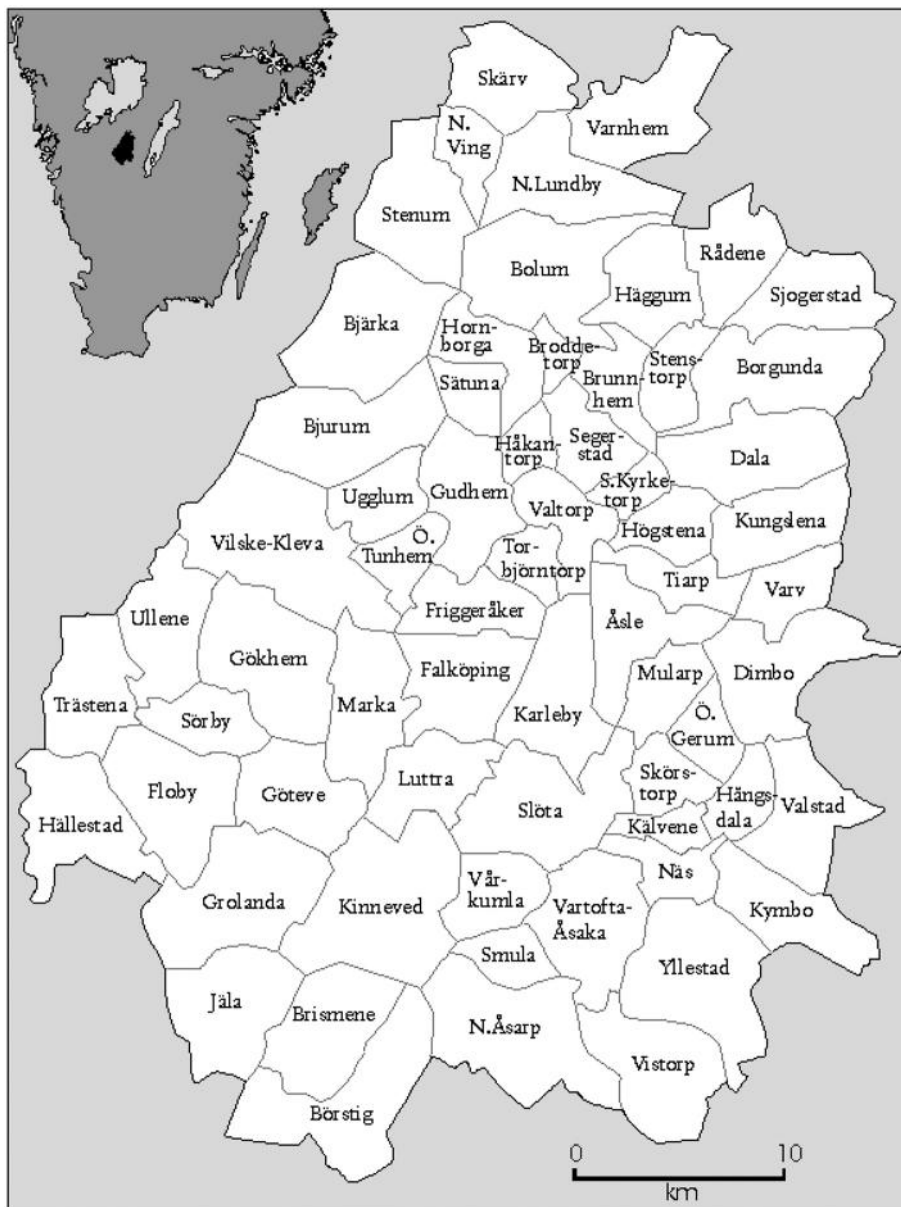 Skärv
Varnhem
N.
Ving
N.Lundby
Stenum
Rådene
Bolum
Häggum
Sjogerstad
Bjärka
Horn-
borga
Brodde-
torp
Stens-
torp
Borgunda
Brunn-
hem
Sätuna
Bjurum
Håkan-
torp
Seger-
stad
Dala
S.Kyrke-
torp
Ugglum
Gudhem
Valtorp
Högstena
Kungslena
Vilske-Kleva
Ö.
Tunhem
Tor-
björntorp
Tiarp
Varv
Ullene
Friggeråker
Åsle
Gökhem
Falköping
Mularp
Dimbo
Trästena
Sörby
Marka
Karleby
Ö.
Gerum
Floby
Göteve
Luttra
Skörs-
torp
Hällestad
Slöta
Hängs-
dala
Valstad
Kälvene
Näs
Grolanda
Kinneved
Vår-
kumla
Vartofta-
Åsaka
Kymbo
Smula
Yllestad
Jäla
Brismene
N.Åsarp
Vistorp
Börstig
0 10
km